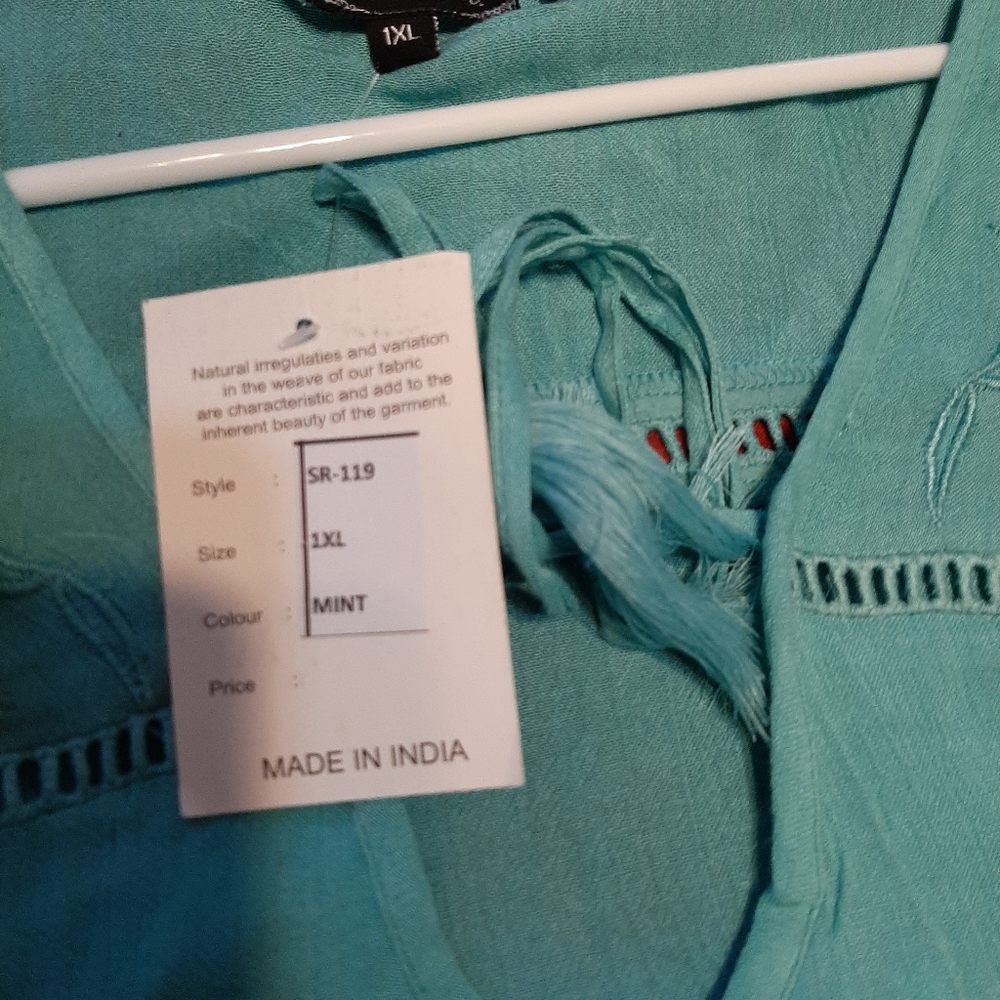 1XL
Natural irregulaties and variation
in the weave of our fabric
are characteristic and add to the
inherent beauty of the garment.
Style : SR-119
Size : 1XL
Colour : MINT
Price :
MADE IN INDIA